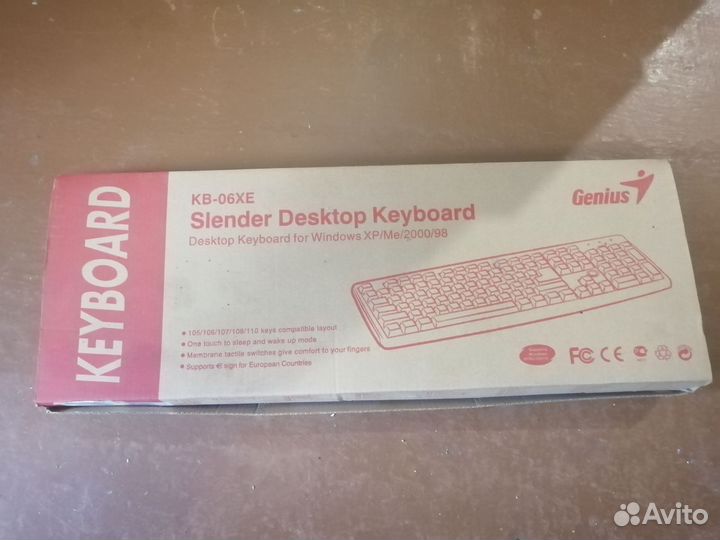 KEYBOARD
KB-06XE
Slender Desktop Keyboard
Desktop Keyboard for Windows XP/Me/2000/98
Genius
• 105/106/107/108/110 keys compatible layout
• One touch to sleep and wake up mode
• Membrane tactile switches give comfort to your fingers
• Supports € sign for European Countries
FC CE
Avito